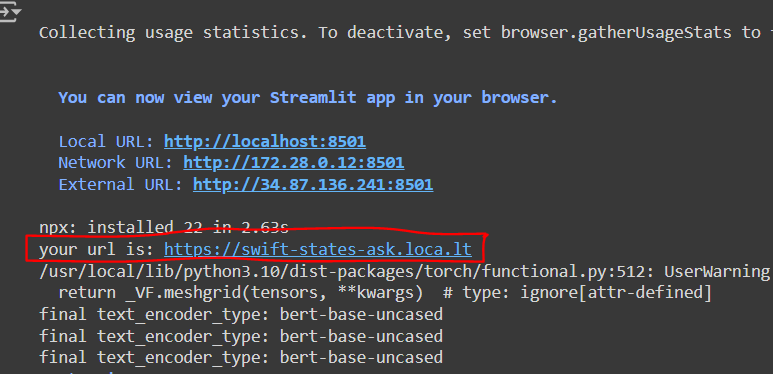 Collecting usage statistics. To deactivate, set browser.gatherUsageStats to
You can now view your Streamlit app in your browser.
Local URL: http://localhost:8501
Network URL: http://172.28.0.12:8501
External URL: http://34.87.136.241:8501
npx: installed 22 in 2.63s
your url is: https://swift-states-ask.loca.lt
/usr/local/lib/python3.10/dist-packages/torch/functional.py:512: UserWarning
return _VF.meshgrid(tensors, **kwargs)  # type: ignore[attr-defined]
final text_encoder_type: bert-base-uncased
final text_encoder_type: bert-base-uncased
final text_encoder_type: bert-base-uncased